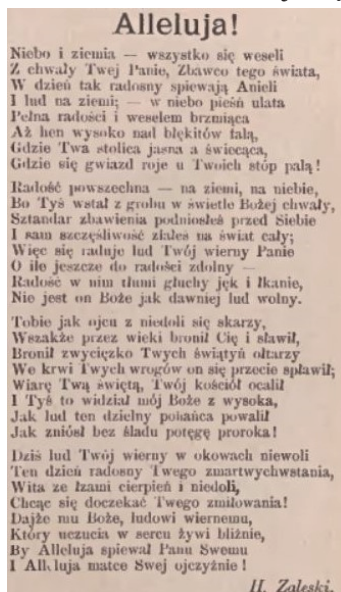 Alleluja!
Niebo i ziemia — wszystko się weseli
Z chwały Twej Panie, Zbawco tego świata,
W dzień tak radosny spiewają Anieli
I lud na ziemi; — w niebo pieśń ulata
Pełna radości i weselem brzmiąca
Aż hen wysoko nad błękitów falą,
Gdzie Twa stolica jasna a świecąca,
Gdzie się gwiazd roje u Twoich stóp palą!
Radość powszechna — na ziemi, na niebie,
Bo Tyś wstał z grobu w świetle Bożej chwały,
Sztandar zbawienia podniosłeś przed Siebie
I sam szczęśliwość zlałeś na świat cały;
Więc się raduje lud Twój wierny Panie
O ile jeszcze do radości zdolny —
Radość w nim tłumi głuchy jęk i łkanie,
Nie jest on Boże jak dawniej lud wolny.
Tobie jak ojcu z niedoli się skarzy,
Wszakże przez wieki bronił Cię i sławił,
Bronił zwycięzko Twych świątyń ołtarzy
We krwi Twych wrogów on się przecie spławił;
Wiarę Twą świętą, Twój kościół ocalił
I Tyś to widział mój Boże z wysoka,
Jak lud ten dzielny pohańca powalił
Jak zniósł bez śladu potęgę proroka!
Dziś lud Twój wierny w okowach niewoli
Ten dzień radosny Twego zmartwychwstania,
Wita ze łzami cierpień i niedoli,
Chcąc się doczekać Twego zmiłowania!
Dajże mu Boże, ludowi wiernemu,
Który uczucia w sercu żywi bliźnie,
By Alleluja spiewał Panu Swemu
I Alleluja matce Swej ojczyźnie!
H. Zaleski.